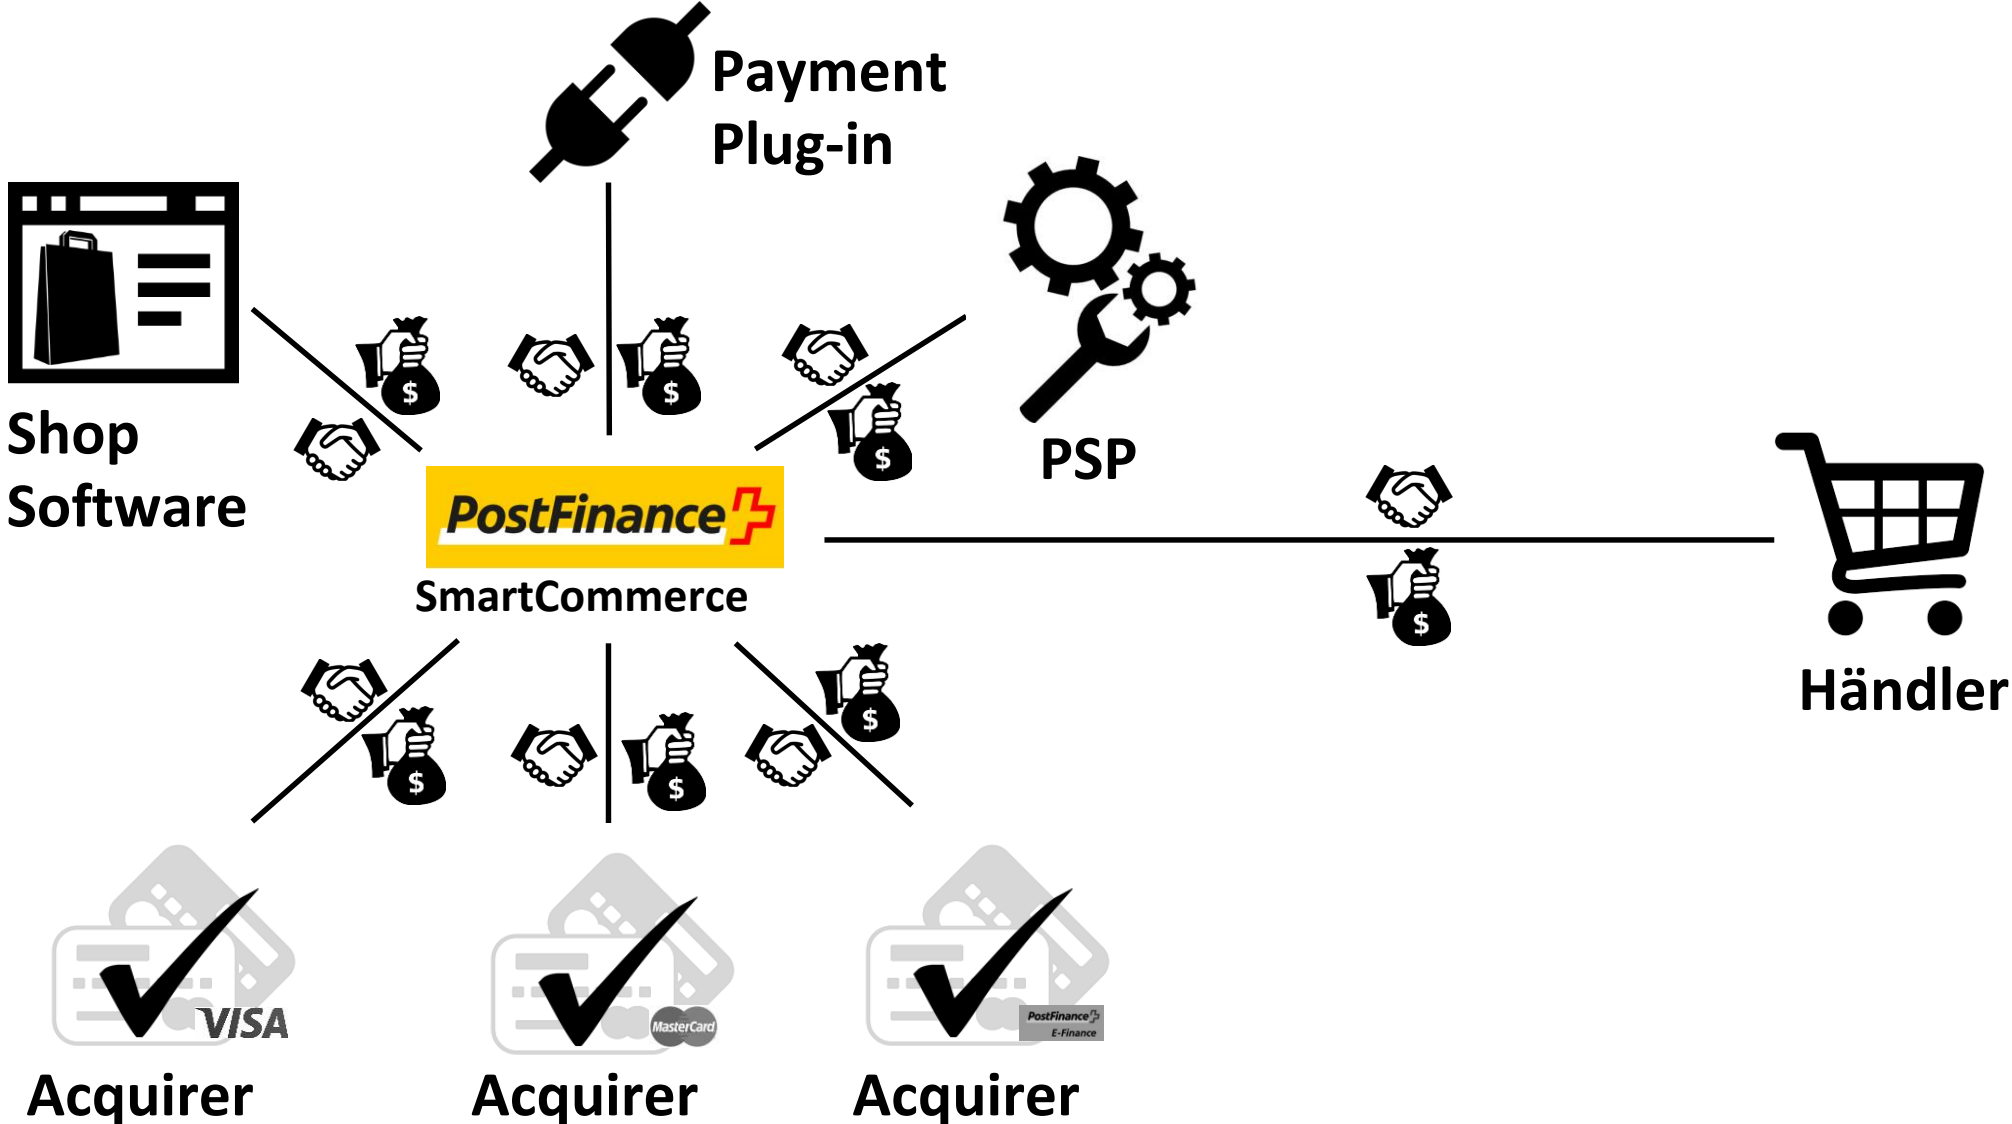 Payment
Plug-in
Shop
Software
PSP
$
$
$
PostFinance
SmartCommerce
$
Händler
$
$
$
VISA
MasterCard
PostFinance
E-Finance
Acquirer
Acquirer
Acquirer